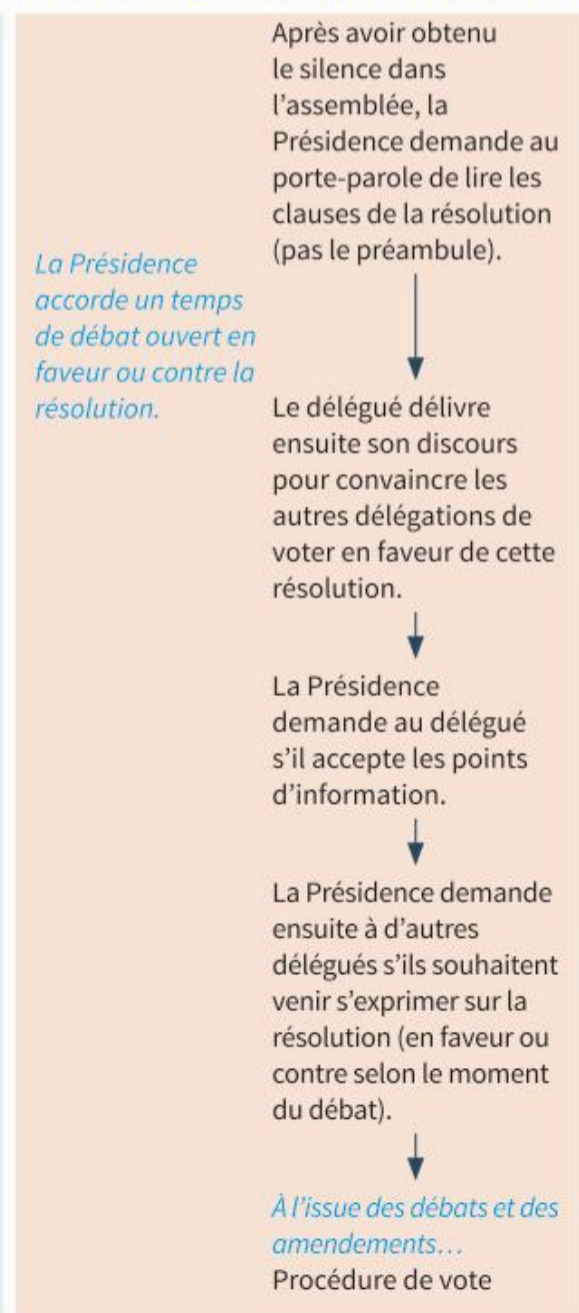 Après avoir obtenu
le silence dans
l'assemblée, la
Présidence demande au
porte-parole de lire les
clauses de la résolution
(pas le préambule).
La Présidence
accorde un temps
de débat ouvert en
faveur ou contre la
résolution.
Le délégué délivre
ensuite son discours
pour convaincre les
autres délégations de
voter en faveur de cette
résolution.
La Présidence
demande au délégué
s'il accepte les points
d'information.
La Présidence demande
ensuite à d'autres
délégués s'ils souhaitent
venir s'exprimer sur la
résolution (en faveur ou
contre selon le moment
du débat).
À l'issue des débats et des
amendements…
Procédure de vote